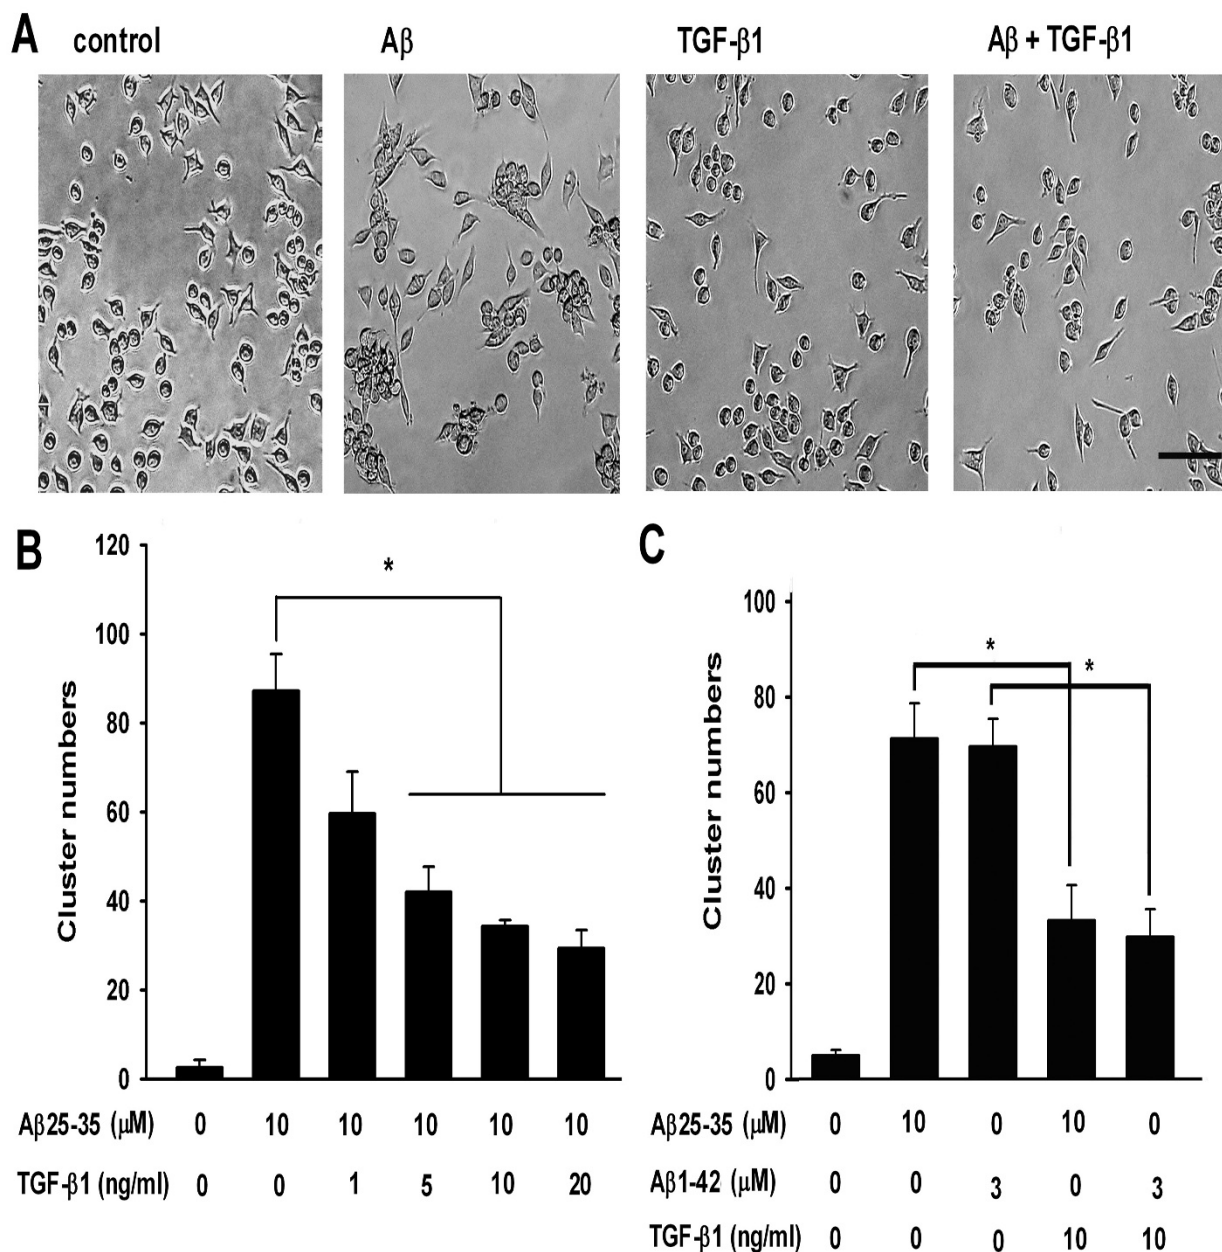 A
control
Aβ
TGF-β1
Aβ + TGF-β1
B
120
100
80
60
40
20
0
Cluster numbers
*
Aβ25-35 (μM) 0 10 10 10 10 10
TGF-β1 (ng/ml) 0 0 1 5 10 20
C
100
80
60
40
20
0
Cluster numbers
*
*
Aβ25-35 (μM) 0 10 0 10 0
Aβ1-42 (μM) 0 0 3 0 3
TGF-β1 (ng/ml) 0 0 0 10 10